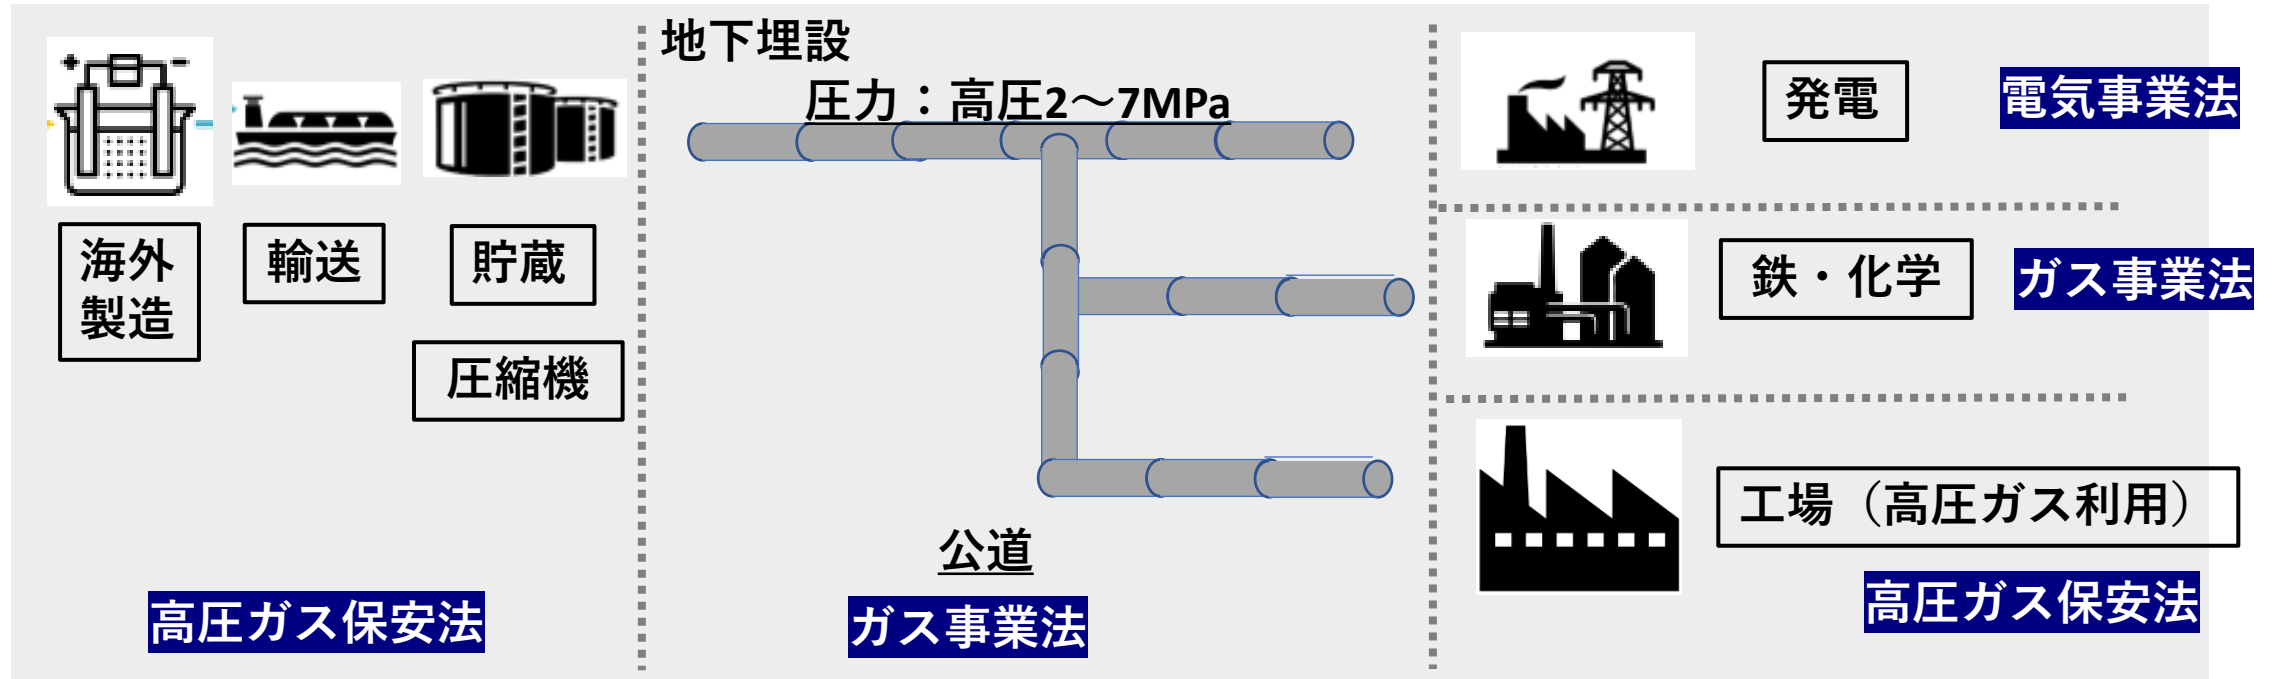 海外
製造
輸送
貯蔵
圧縮機
高圧ガス保安法
地下埋設
圧力：高圧2～7MPa
公道
ガス事業法
発電
電気事業法
鉄・化学
ガス事業法
工場（高圧ガス利用）
高圧ガス保安法